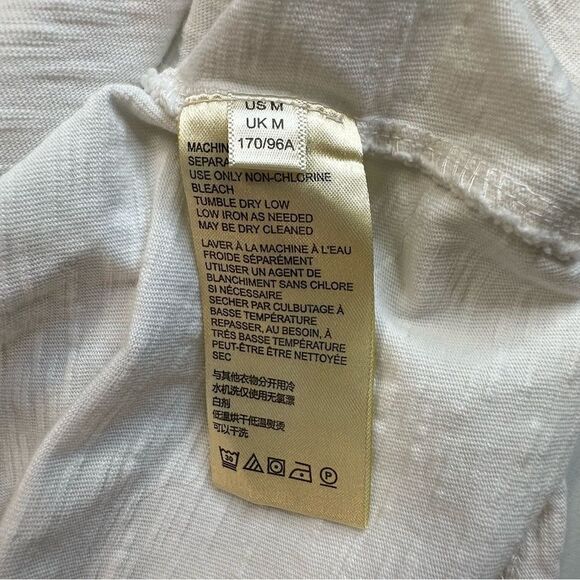 US M
UK M
170/96A
MACHIN
SEPARA
USE ONLY NON-CHLORINE
BLEACH
TUMBLE DRY LOW
LOW IRON AS NEEDED
MAY BE DRY CLEANED
LAVER À LA MACHINE À L'EAU
FROIDE SÉPARÉMENT
UTILISER UN AGENT DE
BLANCHIMENT SANS CHLORE
SI NÉCESSAIRE
SECHER PAR CULBUTAGE À
BASSE TEMPÉRATURE
REPASSER, AU BESOIN, À
TRÈS BASSE TEMPÉRATURE
PEUT-ÊTRE ÊTRE NETTOYÉE
SEC
与其他衣物分开用冷
水机洗仅使用无氯漂
白剂
低温烘干低温熨烫
可以干洗
30
P